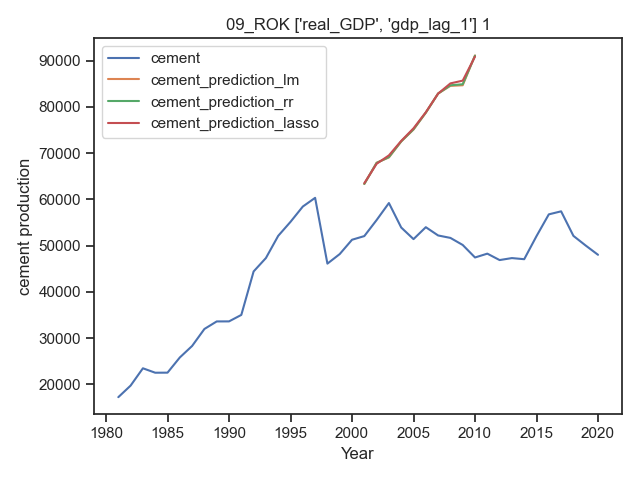 09_ROK ['real_GDP', 'gdp_lag_1'] 1
cement
cement_prediction_lm
cement_prediction_rr
cement_prediction_lasso
cement production
90000
80000
70000
60000
50000
40000
30000
20000
1980 1985 1990 1995 2000 2005 2010 2015 2020
Year